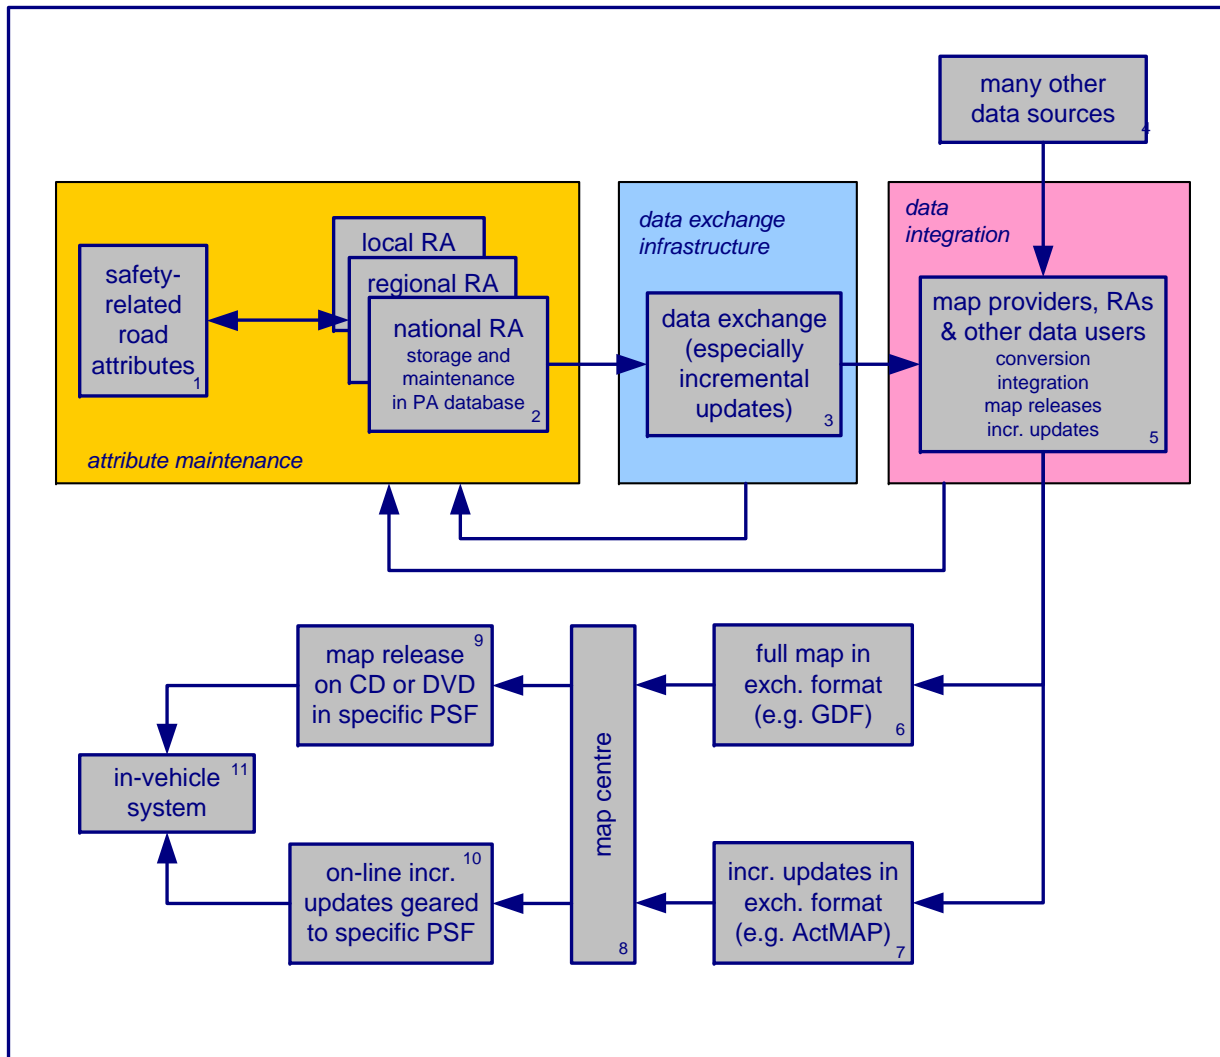 many other
data sources
4
data exchange
infrastructure
data
integration
safety-
related
road
attributes
1
local RA
regional RA
national RA
storage and
maintenance
in PA database
2
data exchange
(especially
incremental
updates)
3
map providers, RAs
& other data users
conversion
integration
map releases
incr. updates
5
attribute maintenance
9
map release
on CD or DVD
in specific PSF
full map in
exch. format
(e.g. GDF)
6
in-vehicle
system
11
map centre
8
10
on-line incr.
updates geared
to specific PSF
incr. updates in
exch. format
(e.g. ActMAP)
7